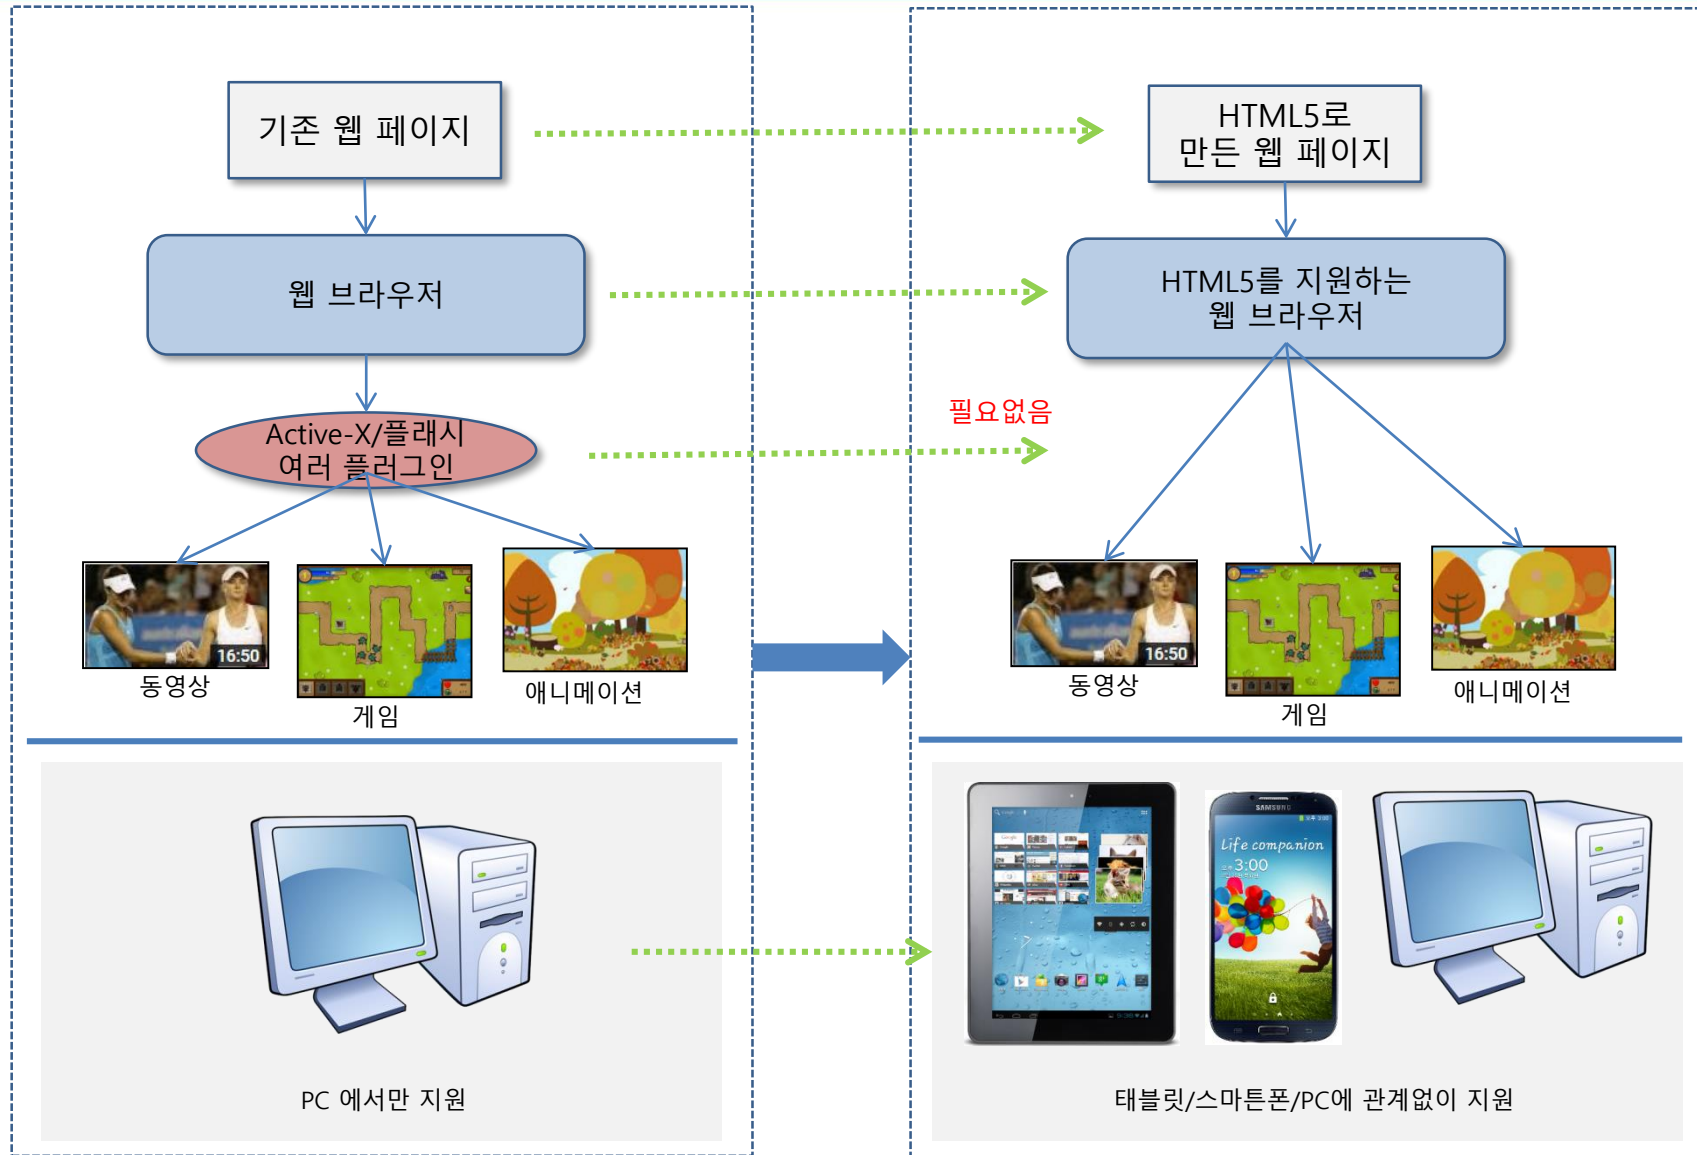 기존 웹 페이지
HTML5로
만든 웹 페이지
웹 브라우저
HTML5를 지원하는
웹 브라우저
필요없음
Active-X/플래시
여러 플러그인
16:50
동영상
게임
애니메이션
16:50
동영상
게임
애니메이션
SAMSUNG
Life companion
3:00
Google
PC 에서만 지원
태블릿/스마트폰/PC에 관계없이 지원